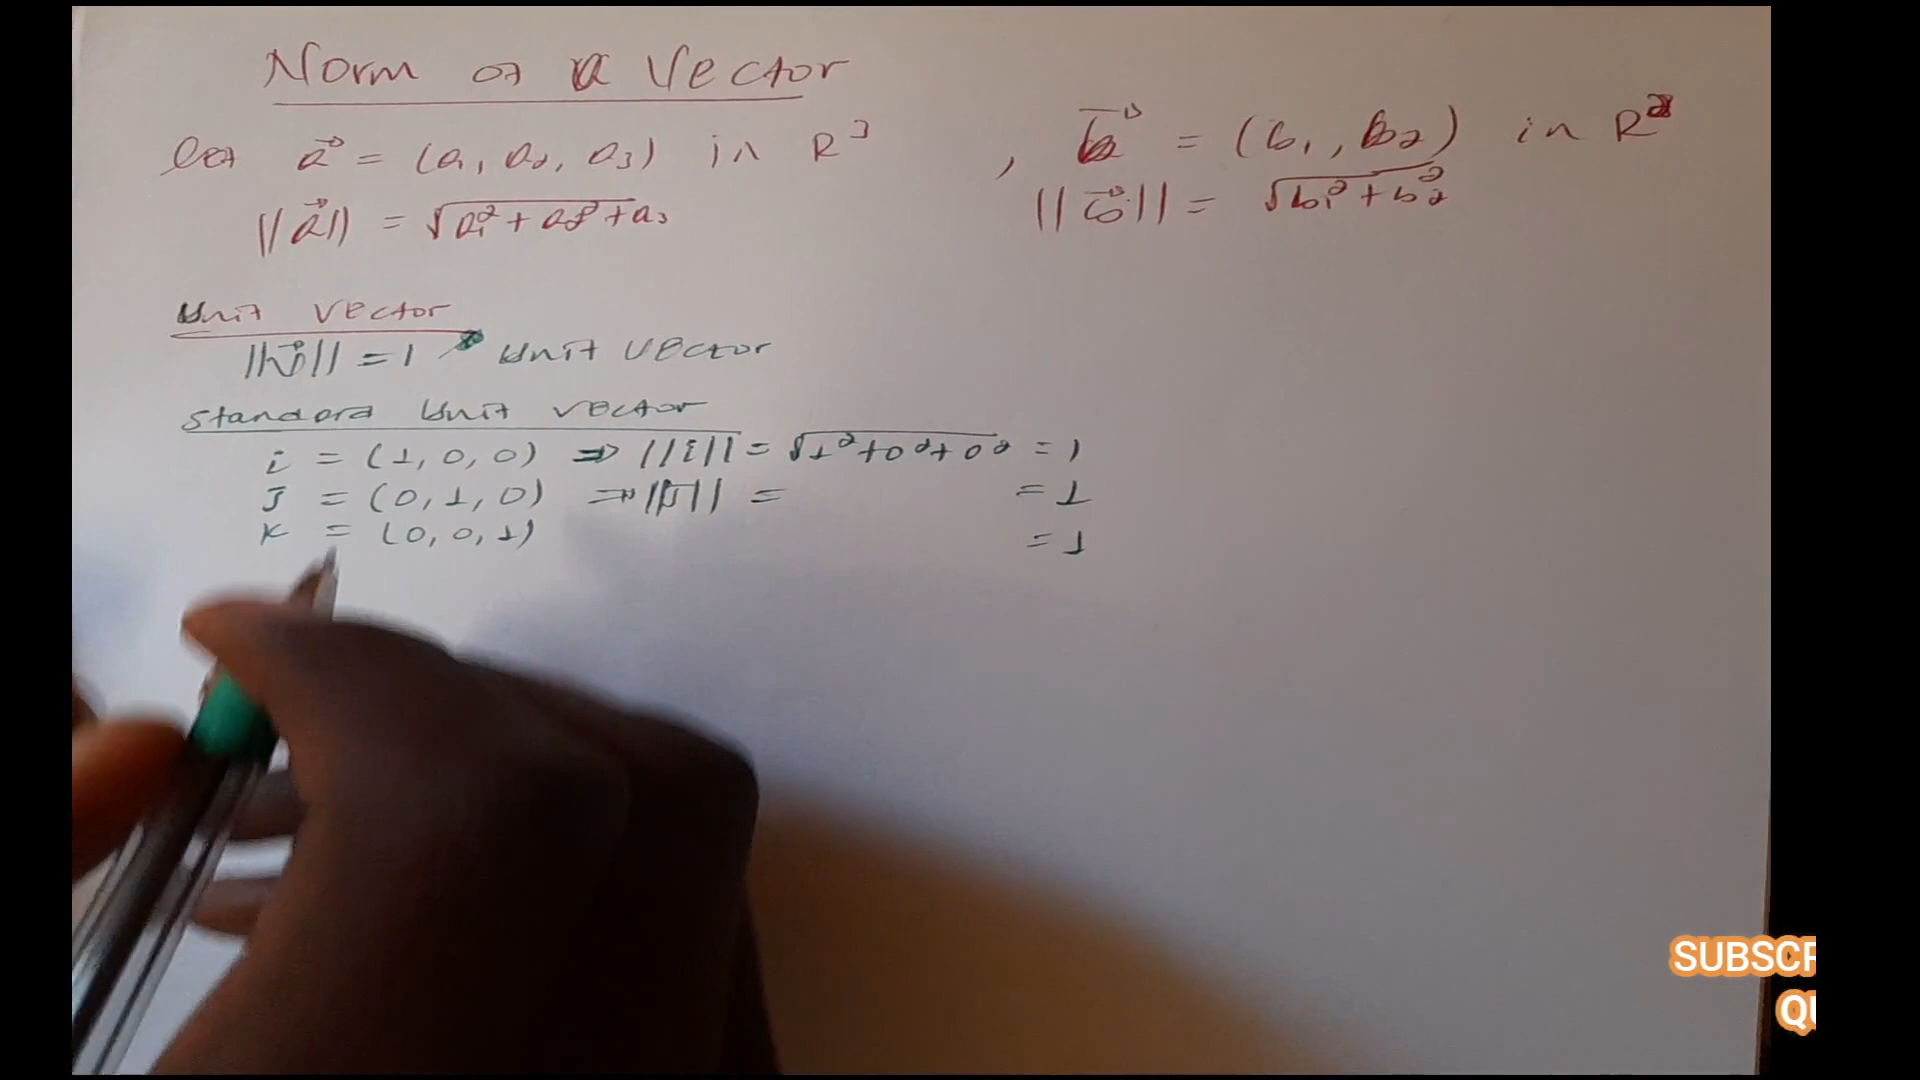 Norm of a Vector
let a⃗ = (a₁, a₂, a₃) in R³ , b⃗ = (b₁, b₂) in R²
||a⃗|| = √a₁² + a₂² + a₃ ||b⃗|| = √b₁² + b₂²
Unit Vector
|| || = 1 Unit vector
Standard Unit vector
i = (1, 0, 0) ⇒ ||i|| = √1² + 0² + 0² = 1
J = (0, 1, 0) ⇒ ||J|| = = 1
K = (0, 0, 1) = 1
SUBSCR
QU